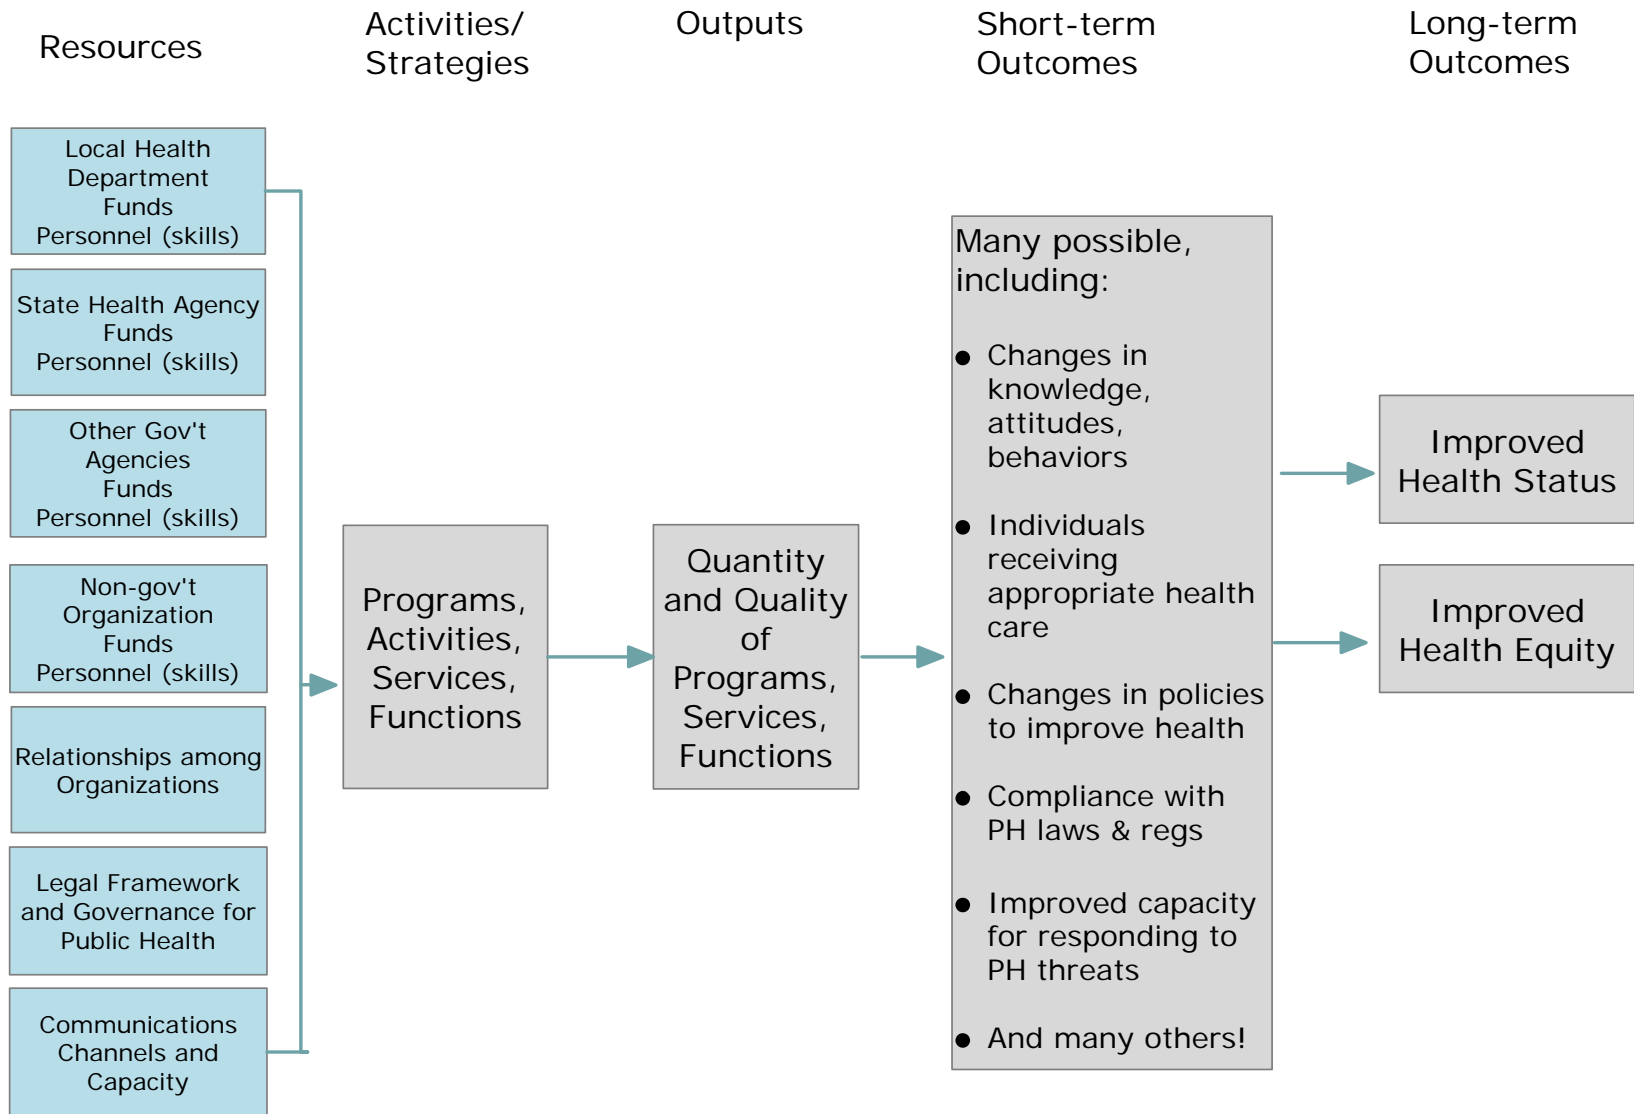 Resources
Activities/
Strategies
Outputs
Short-term
Outcomes
Long-term
Outcomes
Local Health
Department
Funds
Personnel (skills)
State Health Agency
Funds
Personnel (skills)
Other Gov't
Agencies
Funds
Personnel (skills)
Non-gov't
Organization
Funds
Personnel (skills)
Relationships among
Organizations
Legal Framework
and Governance for
Public Health
Communications
Channels and
Capacity
Programs,
Activities,
Services,
Functions
Quantity
and Quality
of
Programs,
Services,
Functions
Many possible,
including:
● Changes in
knowledge,
attitudes,
behaviors
● Individuals
receiving
appropriate health
care
● Changes in policies
to improve health
● Compliance with
PH laws & regs
● Improved capacity
for responding to
PH threats
● And many others!
Improved
Health Status
Improved
Health Equity